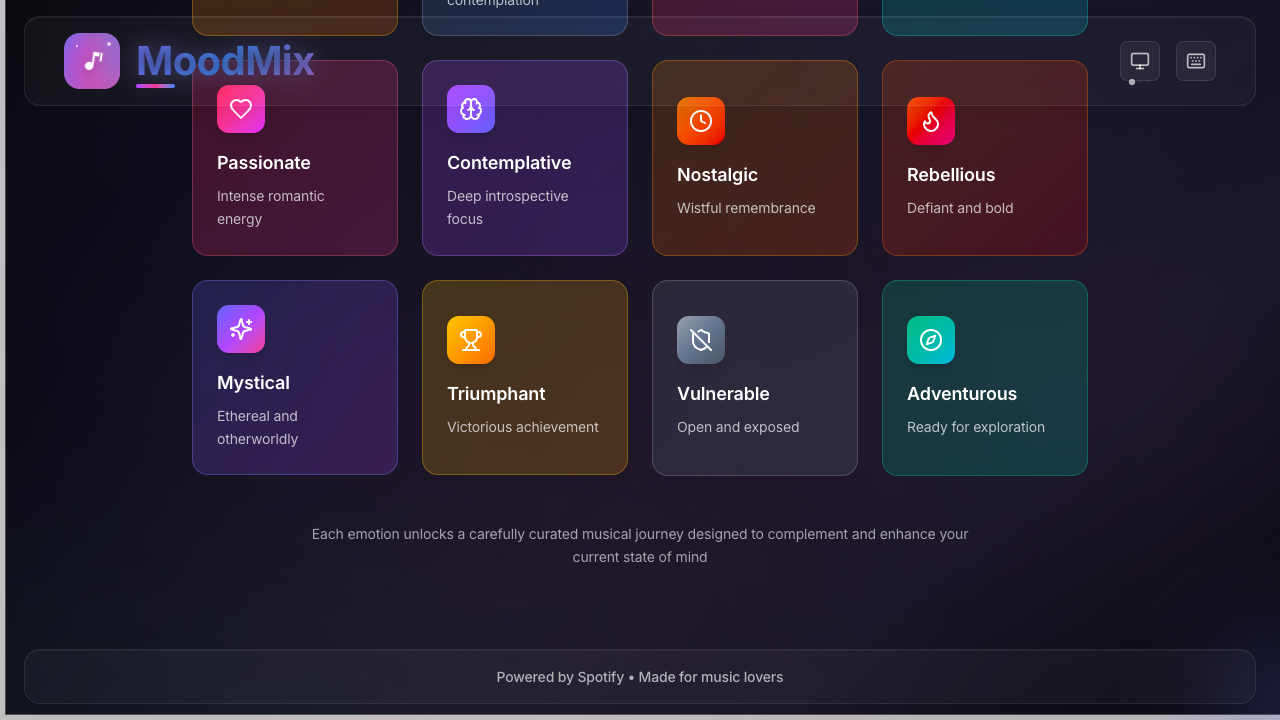 contemplation
MoodMix
Passionate
Intense romantic
energy
Contemplative
Deep introspective
focus
Nostalgic
Wistful remembrance
Rebellious
Defiant and bold
Mystical
Ethereal and
otherworldly
Triumphant
Victorious achievement
Vulnerable
Open and exposed
Adventurous
Ready for exploration
Each emotion unlocks a carefully curated musical journey designed to complement and enhance your
current state of mind
Powered by Spotify • Made for music lovers